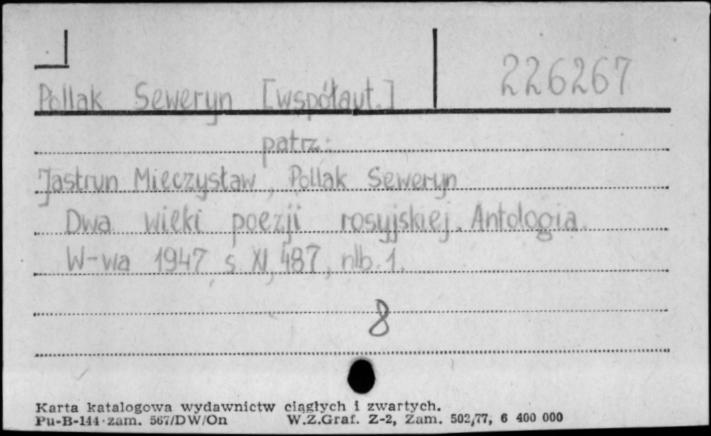 Pollak Seweryn [współaut.]
226267
patrz:
Jastrun Mieczysław, Pollak Seweryn
Dwa wieki poezji rosyjskiej. Antologia.
W-wa 1947 s. XI, 487, nlb. 1.
8
Karta katalogowa wydawnictw ciągłych i zwartych.
Pu-B-144 zam. 567/DW/On W.Z.Graf. Z-2, Zam. 502/77, 6 400 000